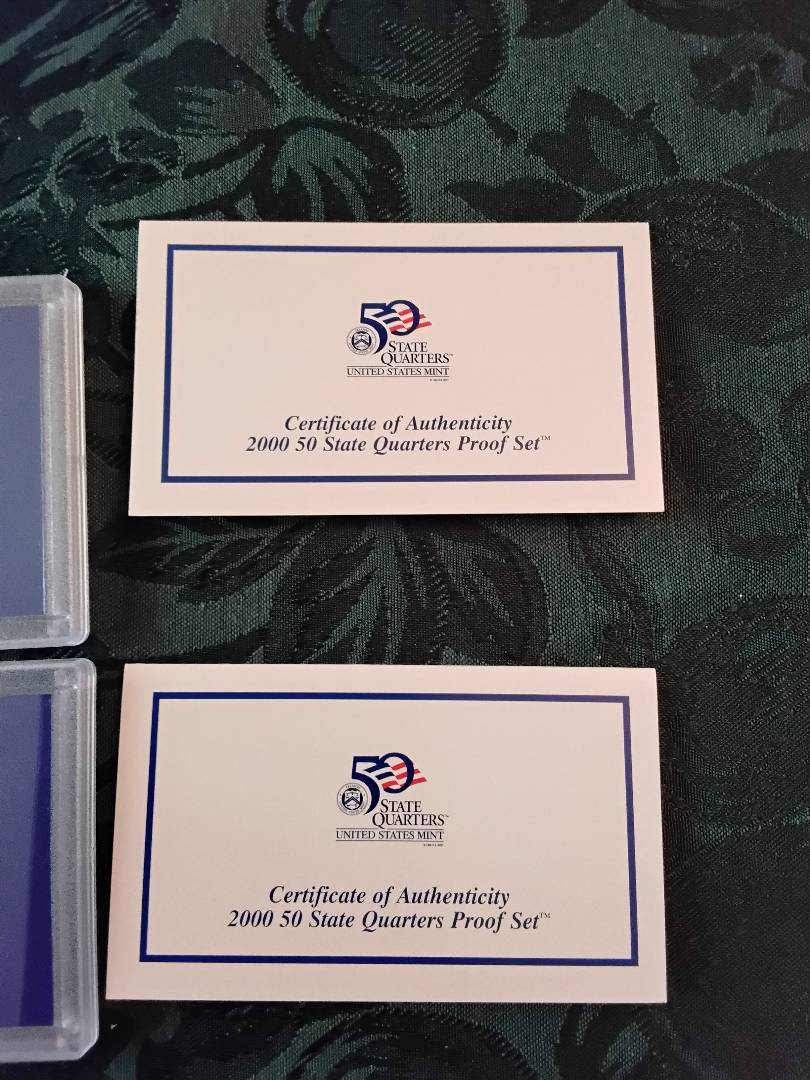 50
STATE
QUARTERS™
UNITED STATES MINT
Certificate of Authenticity
2000 50 State Quarters Proof Set™
50
STATE
QUARTERS™
UNITED STATES MINT
Certificate of Authenticity
2000 50 State Quarters Proof Set™